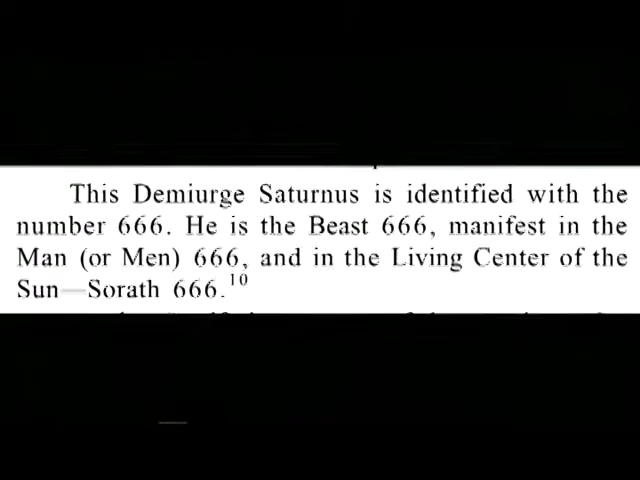 This Demiurge Saturnus is identified with the
number 666. He is the Beast 666, manifest in the
Man (or Men) 666, and in the Living Center of the
Sun—Sorath 666.10